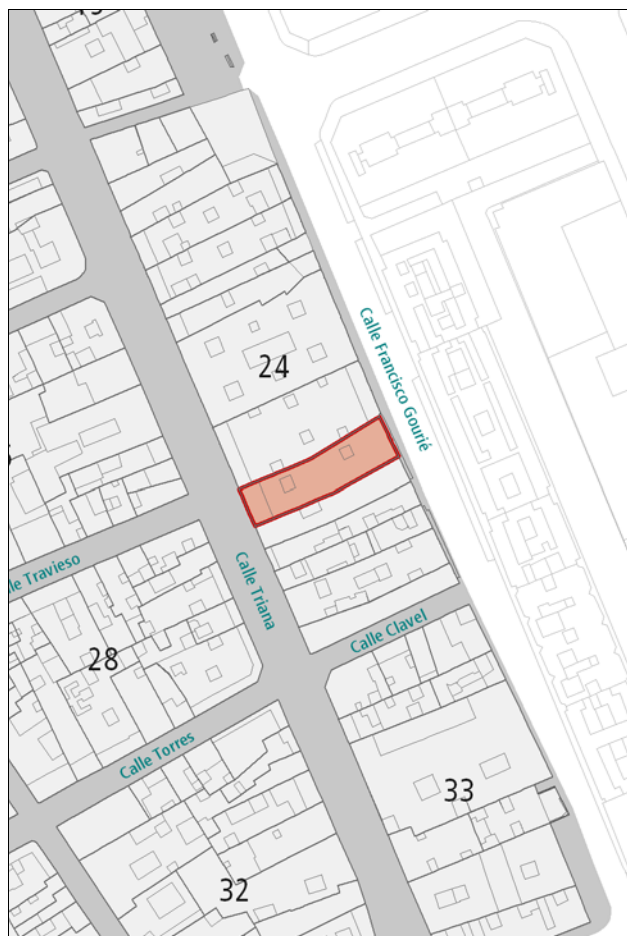 Calle Francisco Gourié
24
Calle Travieso
Calle Triana
Calle Clavel
28
Calle Torres
33
32